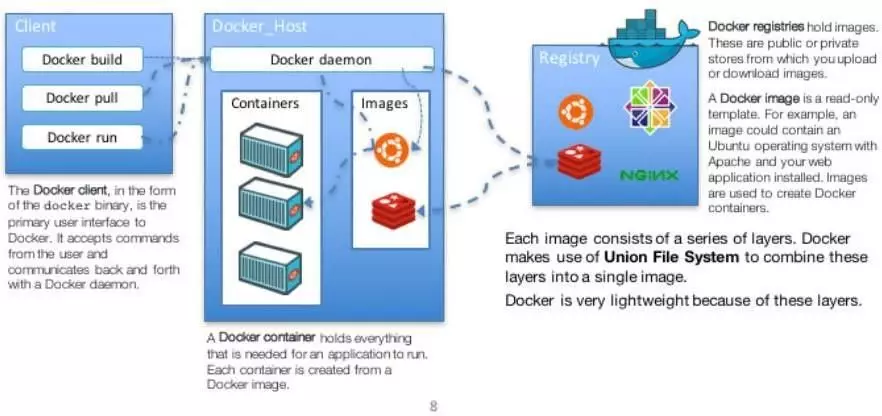 Client
Docker build
Docker pull
Docker run
The Docker client, in the form
of the docker binary, is the
primary user interface to
Docker. It accepts commands
from the user and
communicates back and forth
with a Docker daemon.
Docker_Host
Docker daemon
Containers
Images
A Docker container holds everything
that is needed for an application to run.
Each container is created from a
Docker image.
Registry
NGINX
Docker registries hold images.
These are public or private
stores from which you upload
or download images.
A Docker image is a read-only
template. For example, an
image could contain an
Ubuntu operating system with
Apache and your web
application installed. Images
are used to create Docker
containers.
Each image consists of a series of layers. Docker
makes use of Union File System to combine these
layers into a single image.
Docker is very lightweight because of these layers.
8